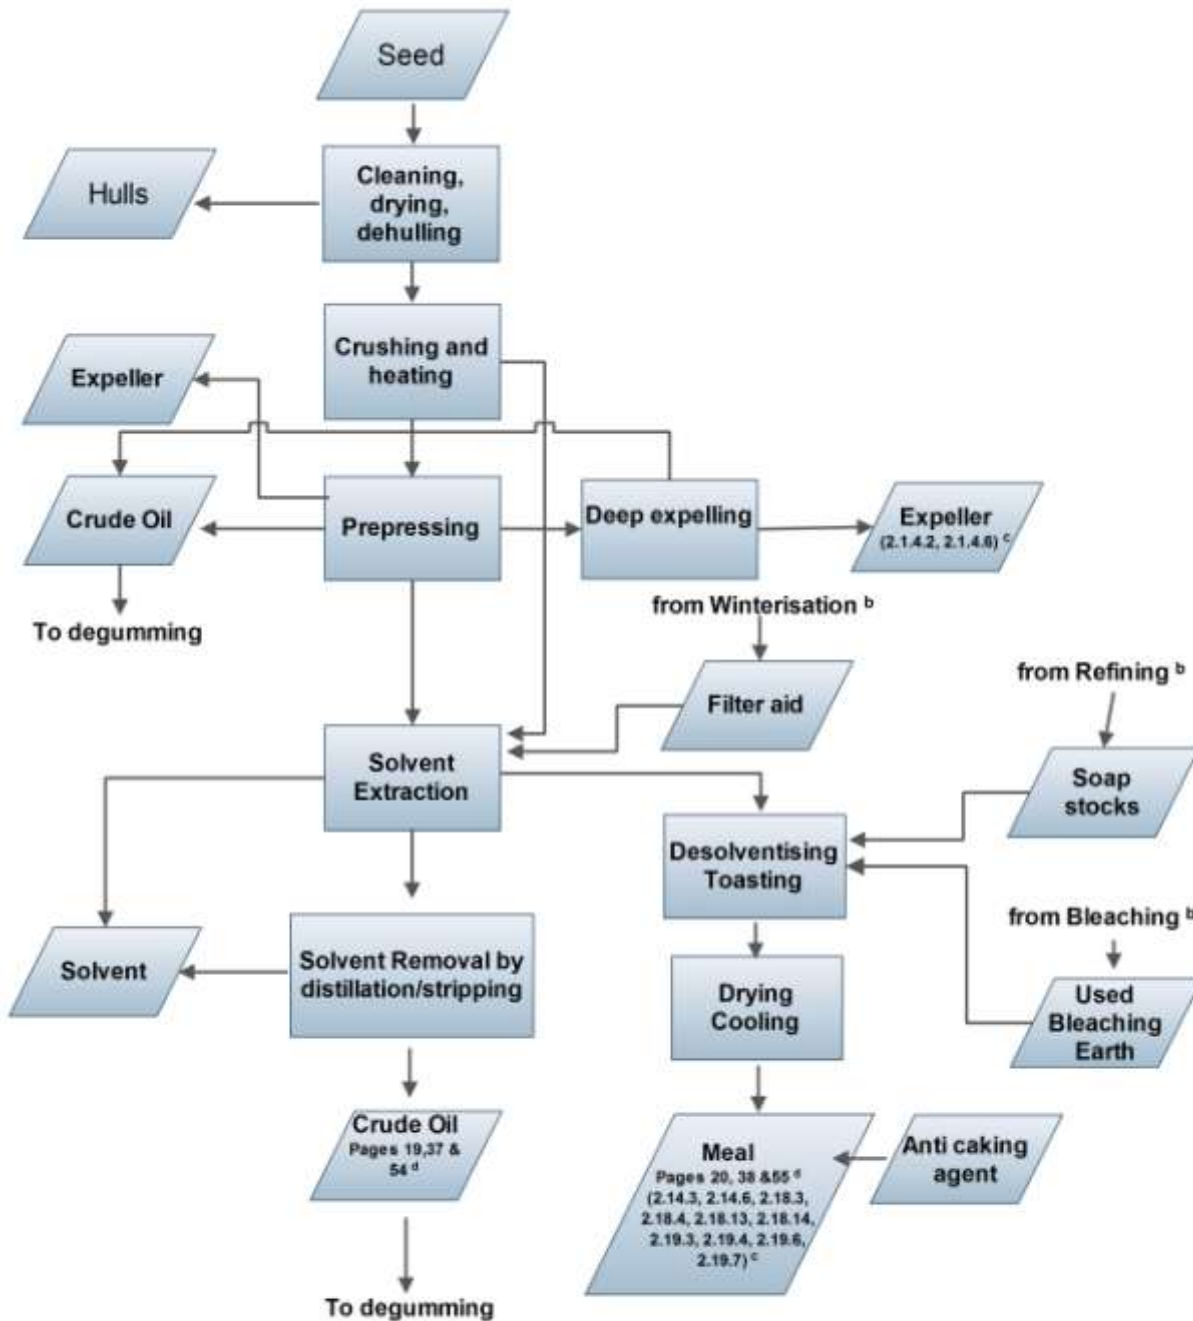 Seed
Hulls
Cleaning,
drying,
dehulling
Crushing and
heating
Expeller
Crude Oil
Prepressing
Deep expelling
Expeller
(2.1.4.2, 2.1.4.6) c
To degumming
from Winterisation b
Filter aid
from Refining b
Soap
stocks
Solvent
Extraction
Desolventising
Toasting
from Bleaching b
Used
Bleaching
Earth
Solvent
Solvent Removal by
distillation/stripping
Drying
Cooling
Crude Oil
Pages 19,37 &
54 d
Meal
Pages 20, 38 &55 d
(2.14.3, 2.14.6, 2.18.3,
2.18.4, 2.18.13, 2.18.14,
2.19.3, 2.19.4, 2.19.6,
2.19.7) c
Anti caking
agent
To degumming